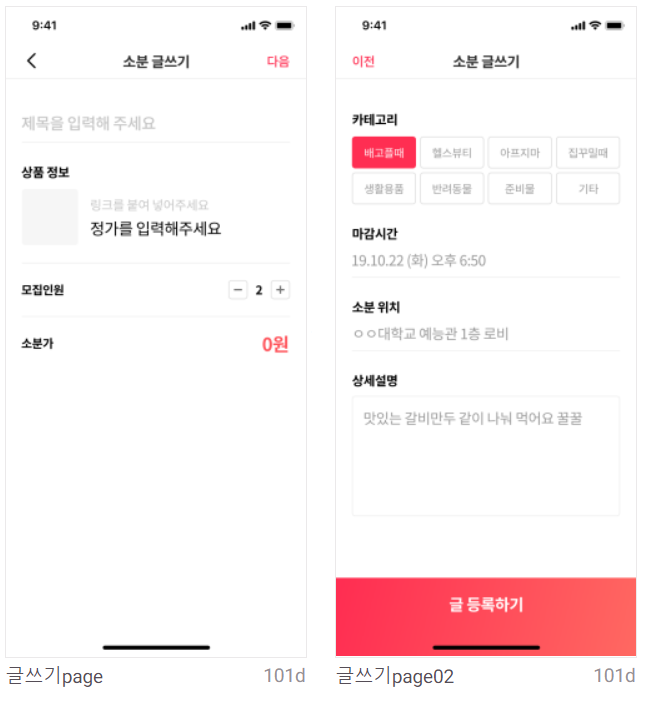 9:41
소분 글쓰기
다음
제목을 입력해 주세요
상품 정보
링크를 붙여 넣어주세요
정가를 입력해주세요
모집인원
2
소분가
0원
글쓰기page
101d
9:41
이전
소분 글쓰기
카테고리
배고플때 헬스뷰티 아프지마 집꾸밀때
생활용품 반려동물 준비물 기타
마감시간
19.10.22 (화) 오후 6:50
소분 위치
ㅇㅇ대학교 예능관 1층 로비
상세설명
맛있는 갈비만두 같이 나눠 먹어요 꿀꿀
글 등록하기
글쓰기page02
101d